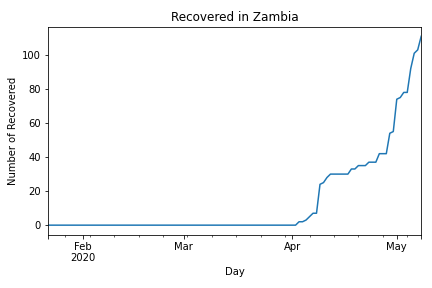 Recovered in Zambia
Number of Recovered
100
80
60
40
20
0
Feb
2020
Mar
Apr
May
Day